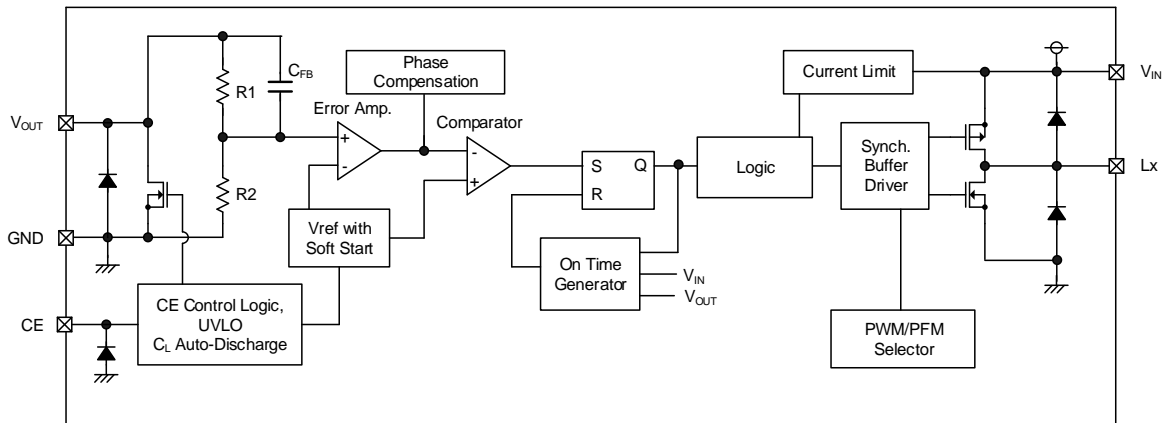 Phase
Compensation
Current Limit
VIN
CFB
R1
Error Amp.
Comparator
VOUT
+
-
-
+
S
Q
R
Logic
Synch.
Buffer
Driver
Lx
R2
Vref with
Soft Start
GND
On Time
Generator
VIN
VOUT
CE
CE Control Logic,
UVLO
CL Auto-Discharge
PWM/PFM
Selector